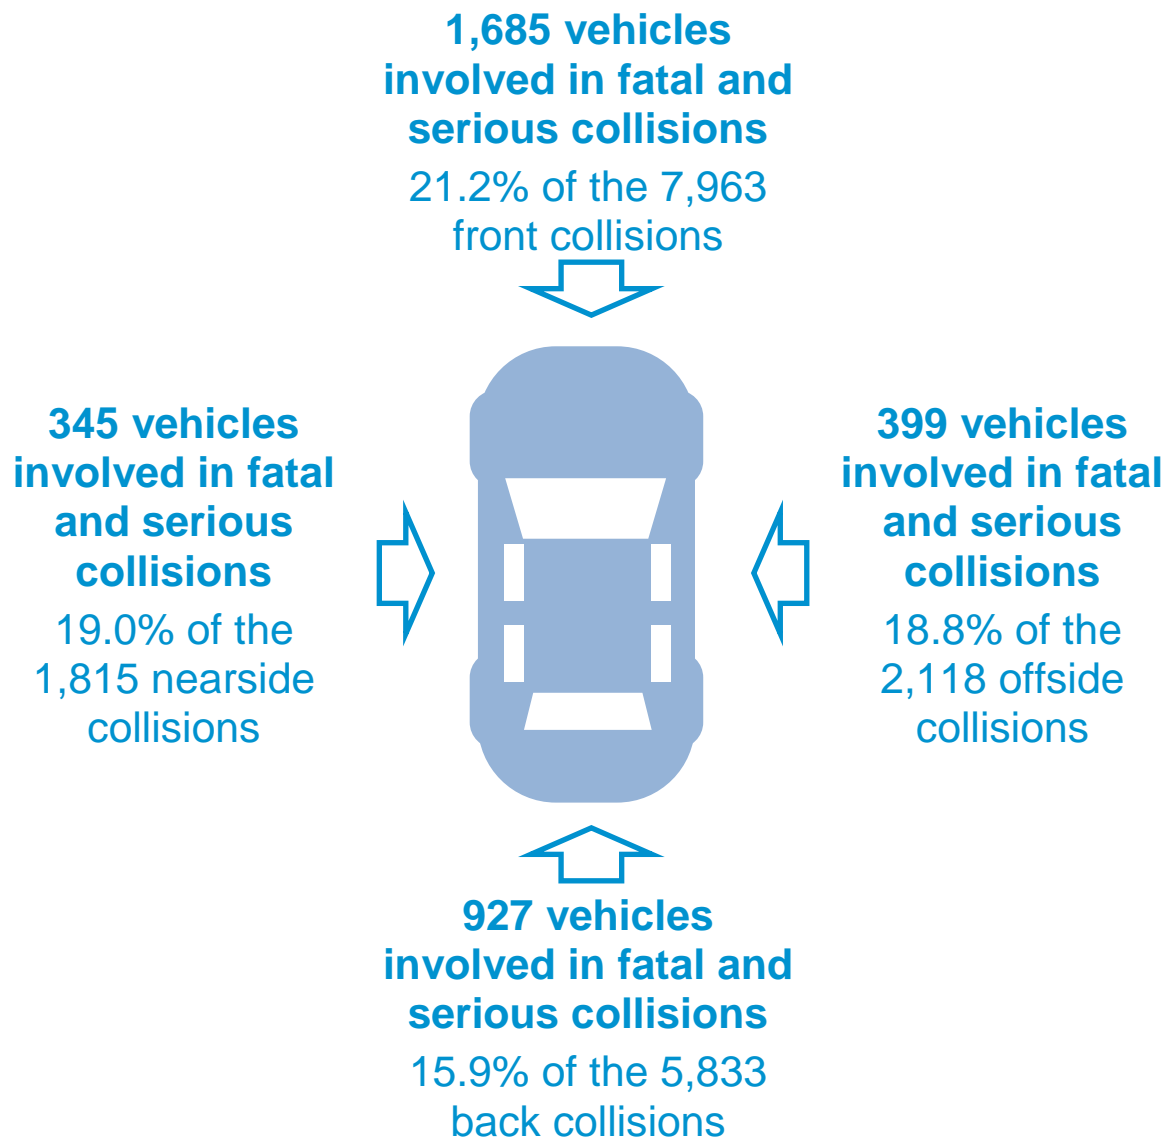 1,685 vehicles
involved in fatal and
serious collisions
21.2% of the 7,963
front collisions
345 vehicles
involved in fatal
and serious
collisions
19.0% of the
1,815 nearside
collisions
399 vehicles
involved in fatal
and serious
collisions
18.8% of the
2,118 offside
collisions
927 vehicles
involved in fatal and
serious collisions
15.9% of the 5,833
back collisions